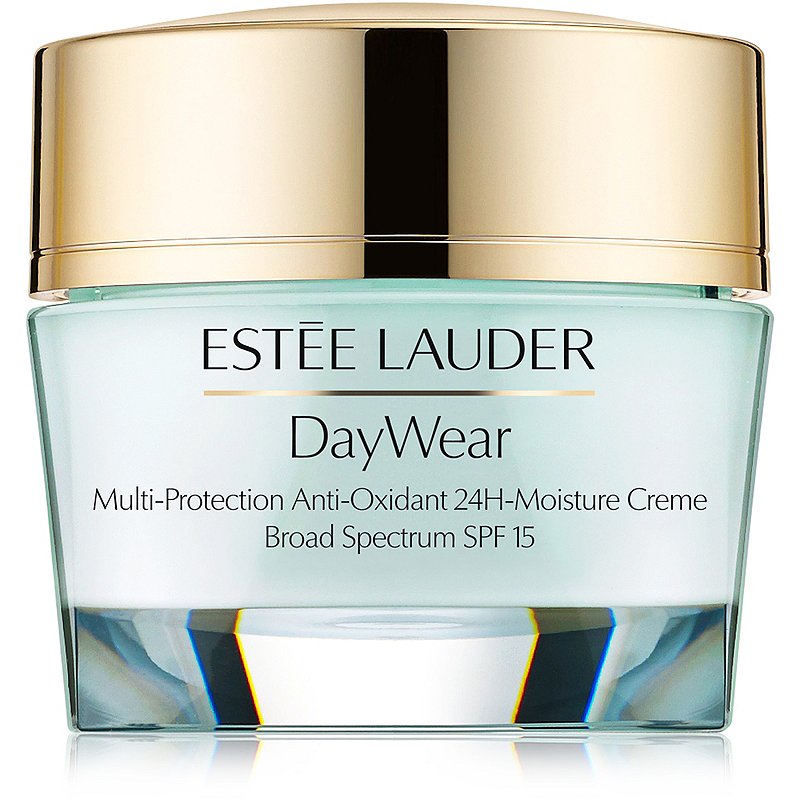 ESTĒE LAUDER
DayWear
Multi-Protection Anti-Oxidant 24H-Moisture Creme
Broad Spectrum SPF 15